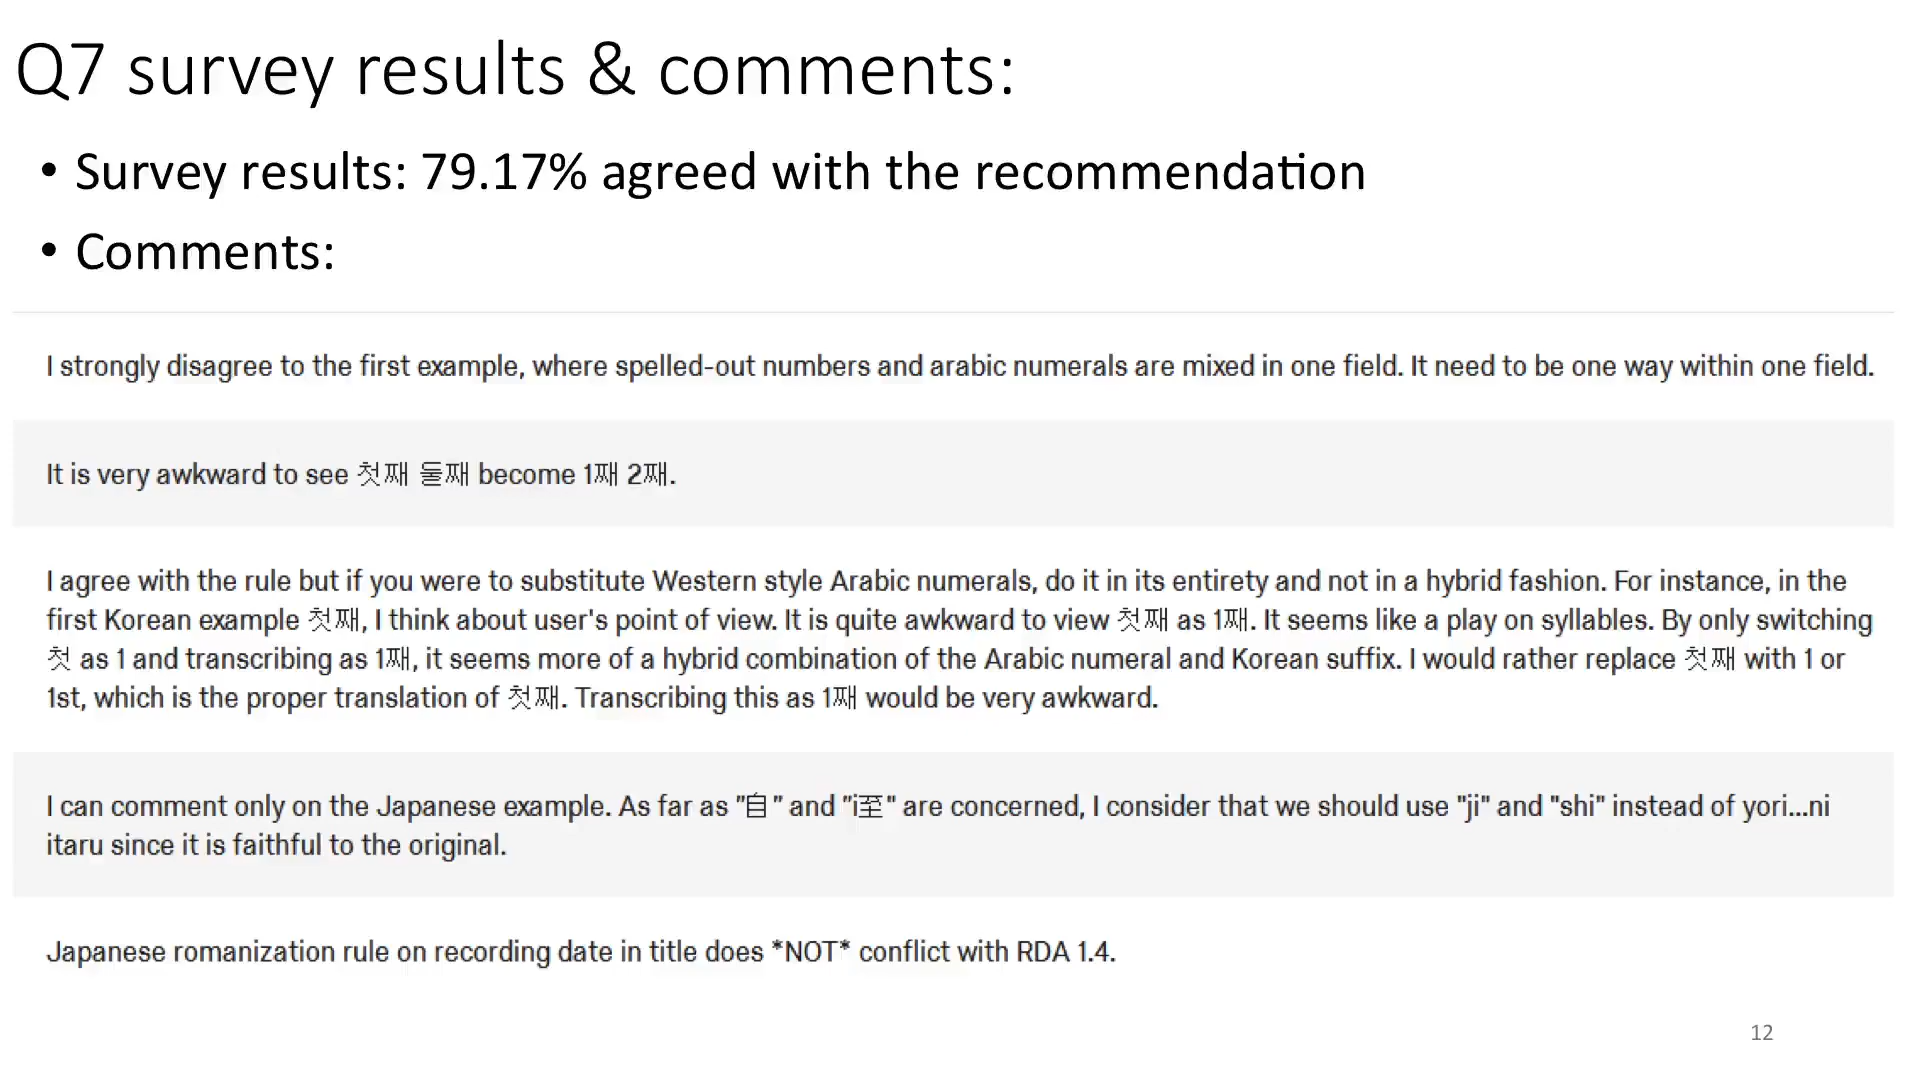 Q7 survey results & comments:
• Survey results: 79.17% agreed with the recommendation
• Comments:
I strongly disagree to the first example, where spelled-out numbers and arabic numerals are mixed in one field. It need to be one way within one field.
It is very awkward to see 첫째 둘째 become 1째 2째.
I agree with the rule but if you were to substitute Western style Arabic numerals, do it in its entirety and not in a hybrid fashion. For instance, in the
first Korean example 첫째, I think about user's point of view. It is quite awkward to view 첫째 as 1째. It seems like a play on syllables. By only switching
첫 as 1 and transcribing as 1째, it seems more of a hybrid combination of the Arabic numeral and Korean suffix. I would rather replace 첫째 with 1 or
1st, which is the proper translation of 첫째. Transcribing this as 1째 would be very awkward.
I can comment only on the Japanese example. As far as "自" and "i至" are concerned, I consider that we should use "ji" and "shi" instead of yori...ni
itaru since it is faithful to the original.
Japanese romanization rule on recording date in title does *NOT* conflict with RDA 1.4.
12